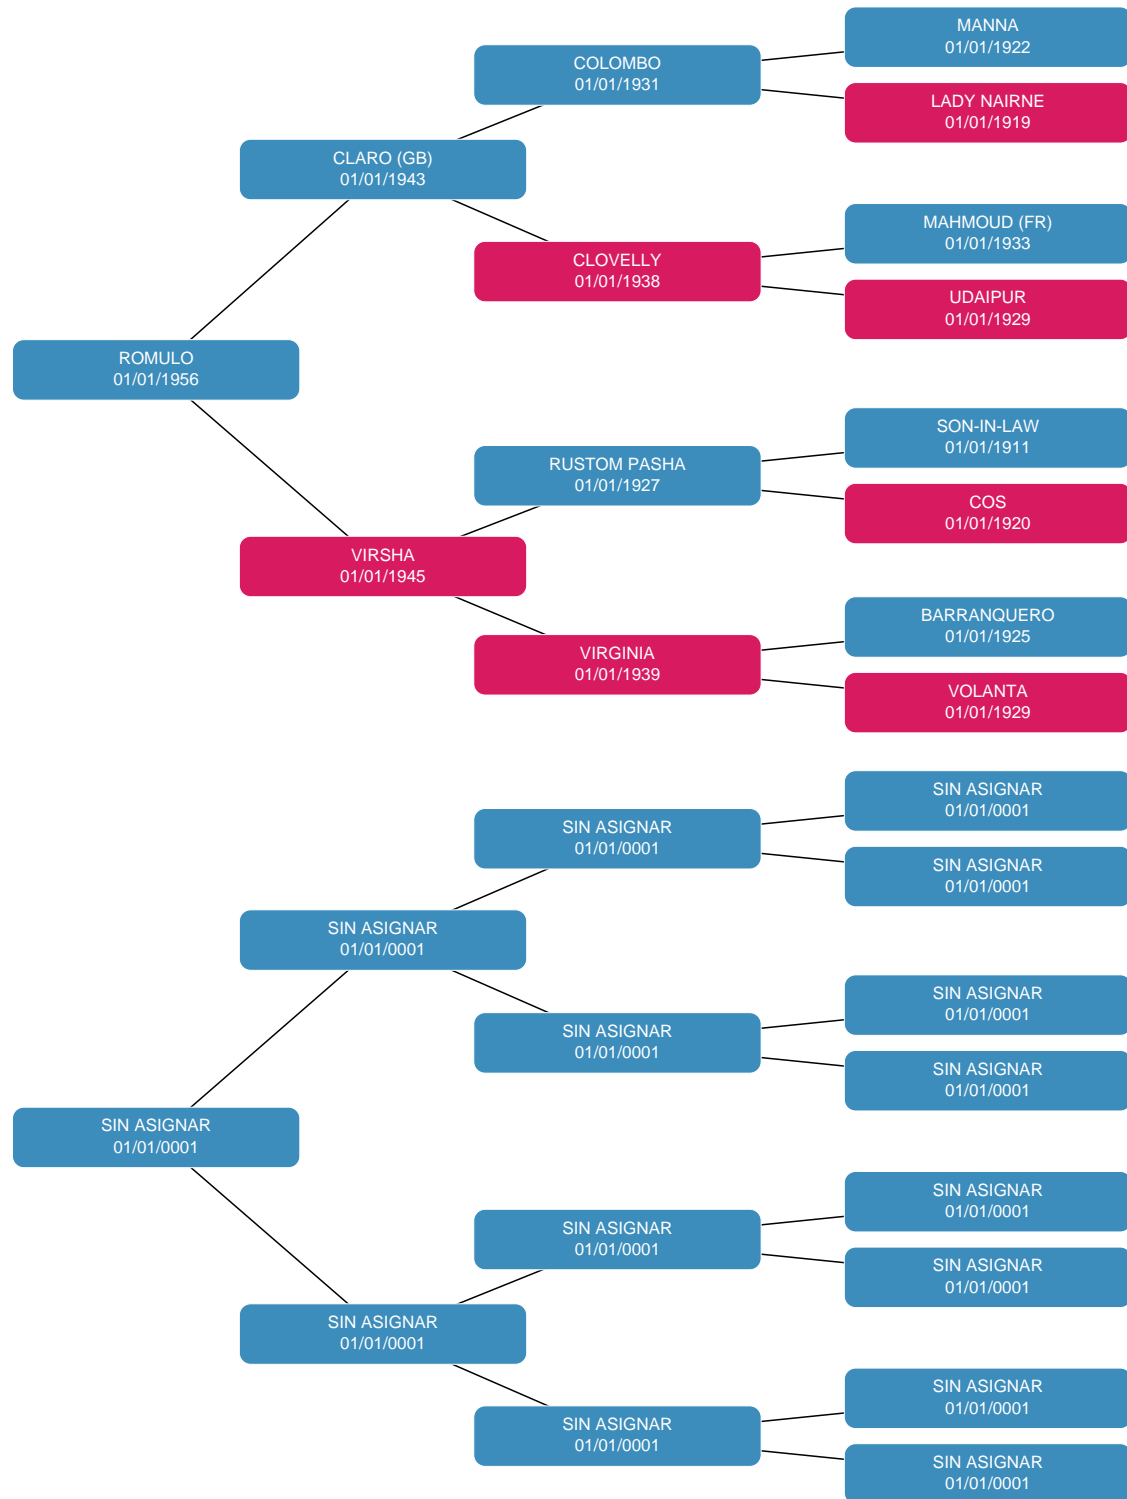 MANNA
01/01/1922
COLOMBO
01/01/1931
LADY NAIRNE
01/01/1919
CLARO (GB)
01/01/1943
MAHMOUD (FR)
01/01/1933
CLOVELLY
01/01/1938
UDAIPUR
01/01/1929
ROMULO
01/01/1956
SON-IN-LAW
01/01/1911
RUSTOM PASHA
01/01/1927
COS
01/01/1920
VIRSHA
01/01/1945
BARRANQUERO
01/01/1925
VIRGINIA
01/01/1939
VOLANTA
01/01/1929
SIN ASIGNAR
01/01/0001
SIN ASIGNAR
01/01/0001
SIN ASIGNAR
01/01/0001
SIN ASIGNAR
01/01/0001
SIN ASIGNAR
01/01/0001
SIN ASIGNAR
01/01/0001
SIN ASIGNAR
01/01/0001
SIN ASIGNAR
01/01/0001
SIN ASIGNAR
01/01/0001
SIN ASIGNAR
01/01/0001
SIN ASIGNAR
01/01/0001
SIN ASIGNAR
01/01/0001
SIN ASIGNAR
01/01/0001
SIN ASIGNAR
01/01/0001
SIN ASIGNAR
01/01/0001